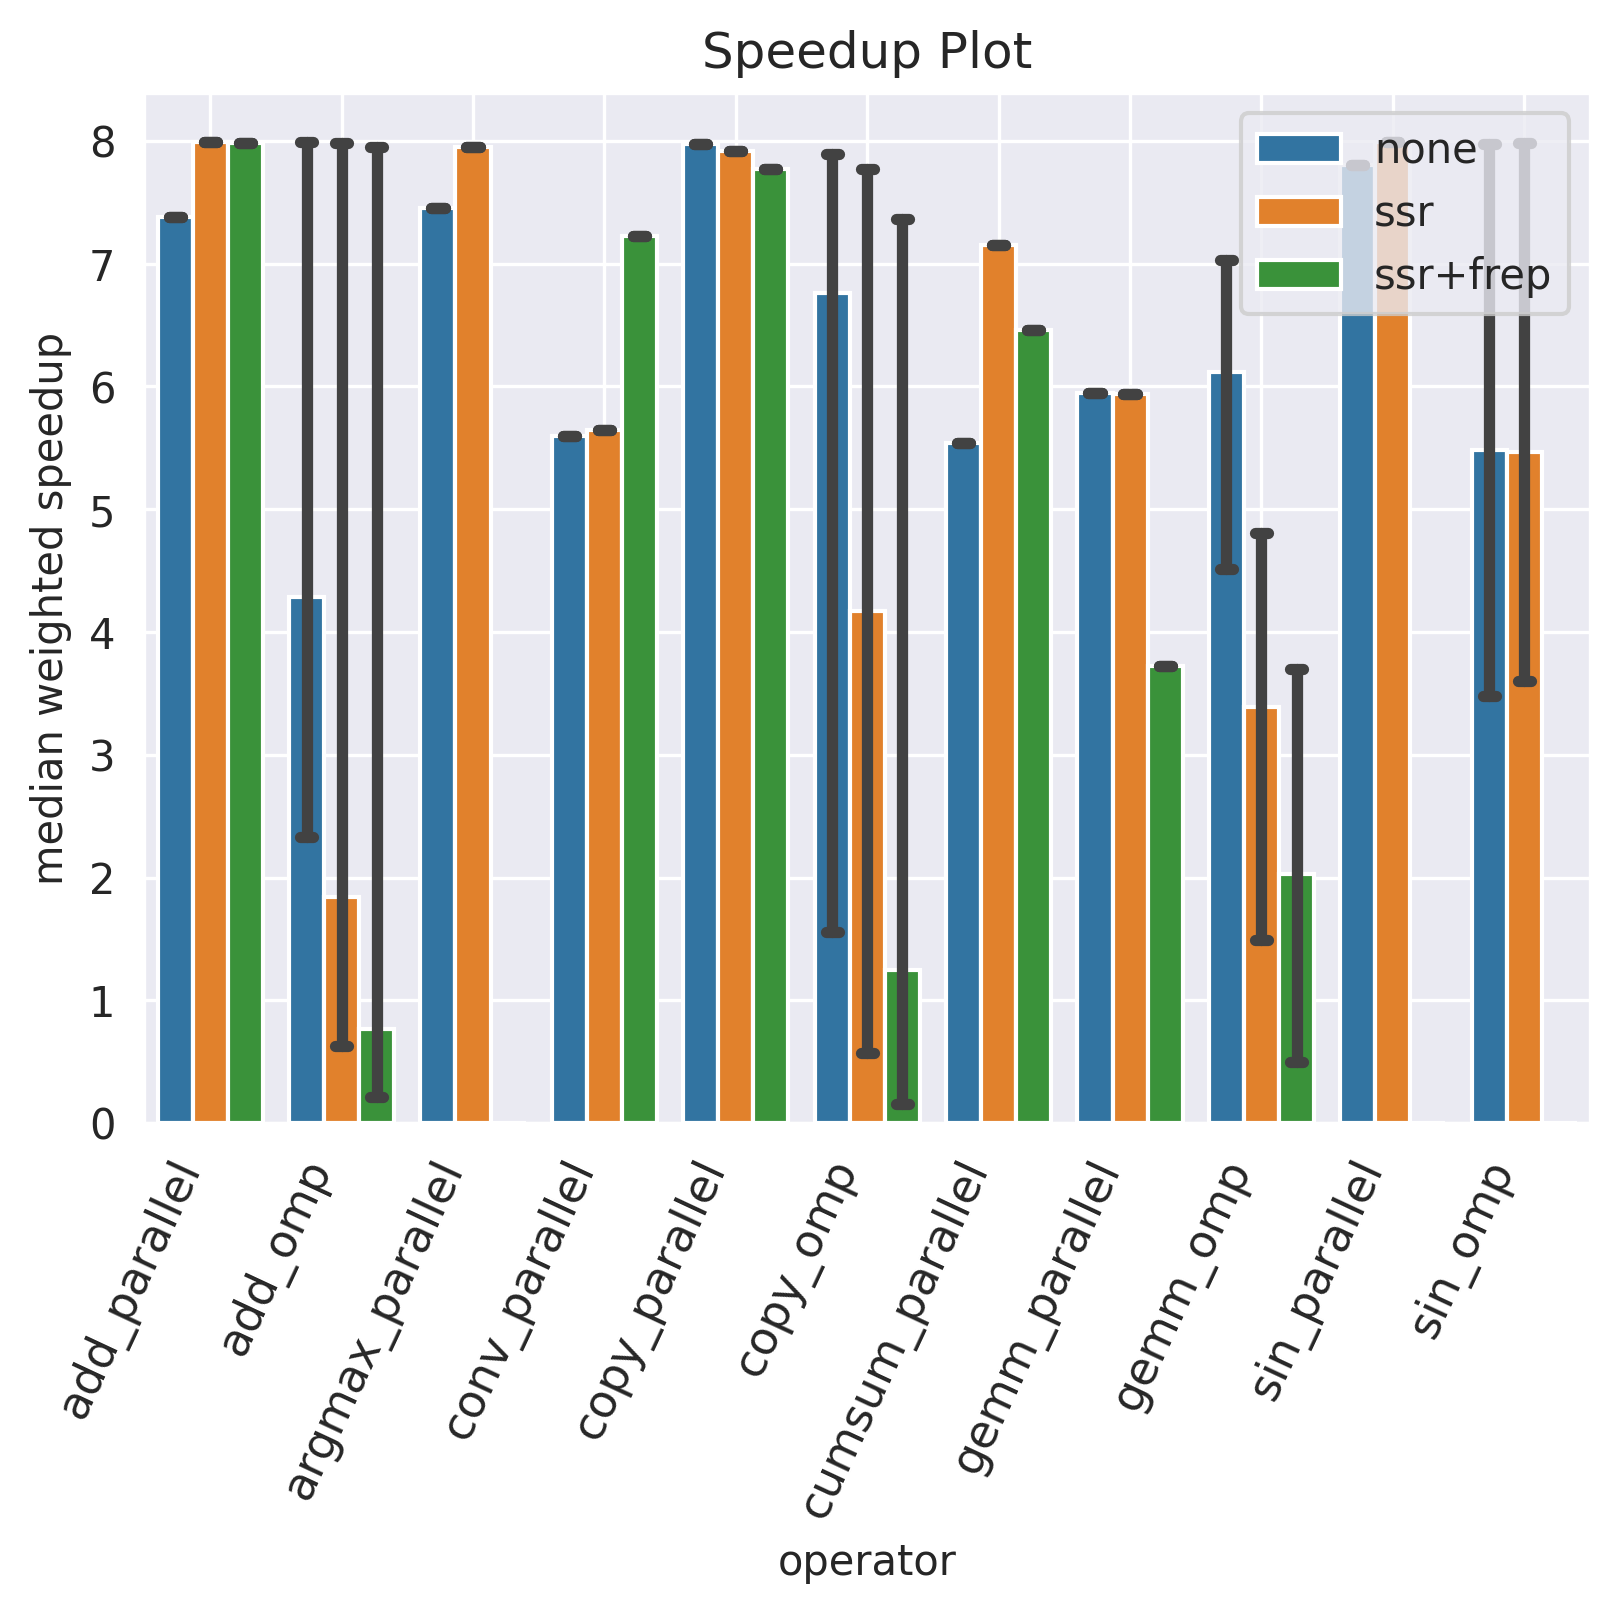 Speedup Plot
none
ssr
ssr+frep
median weighted speedup
8
7
6
5
4
3
2
1
0
add_parallel
add_omp
argmax_parallel
conv_parallel
copy_parallel
copy_omp
cumsum_parallel
gemm_parallel
gemm_omp
sin_parallel
sin_omp
operator